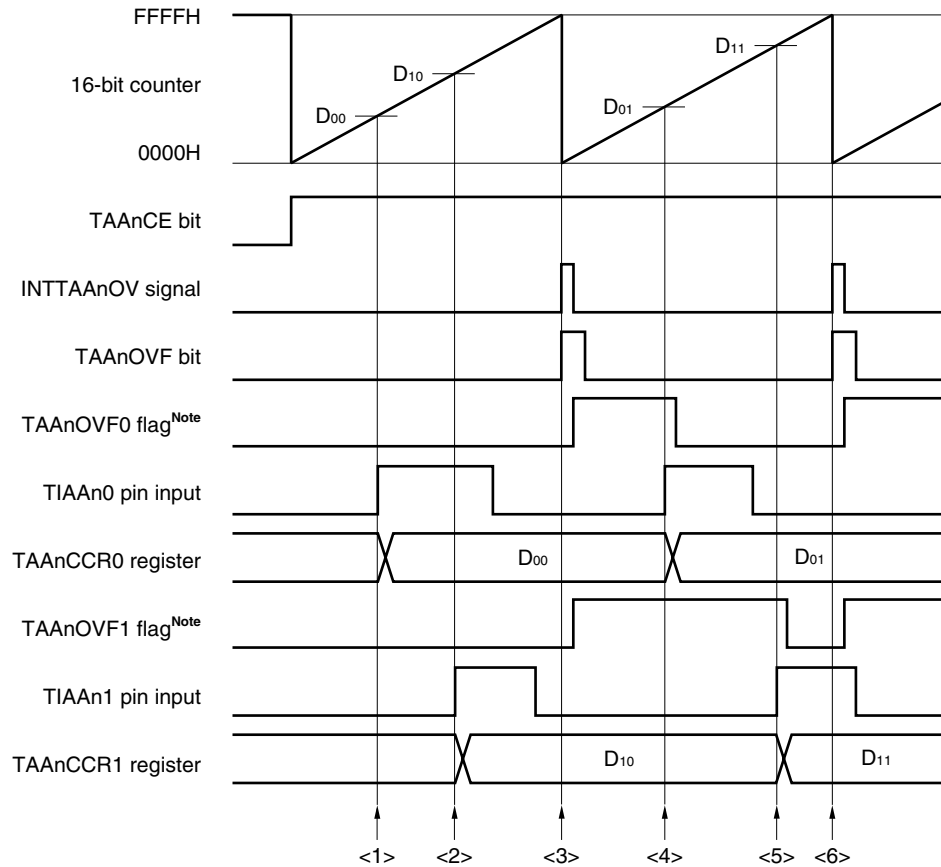 FFFFH
D11
D10
16-bit counter
D01
D00
0000H
TAAnCE bit
INTTAAnOV signal
TAAnOVF bit
TAAnOVF0 flagNote
TIAAn0 pin input
TAAnCCR0 register
D00
D01
TAAnOVF1 flagNote
TIAAn1 pin input
TAAnCCR1 register
D10
D11
<1> <2> <3> <4> <5> <6>